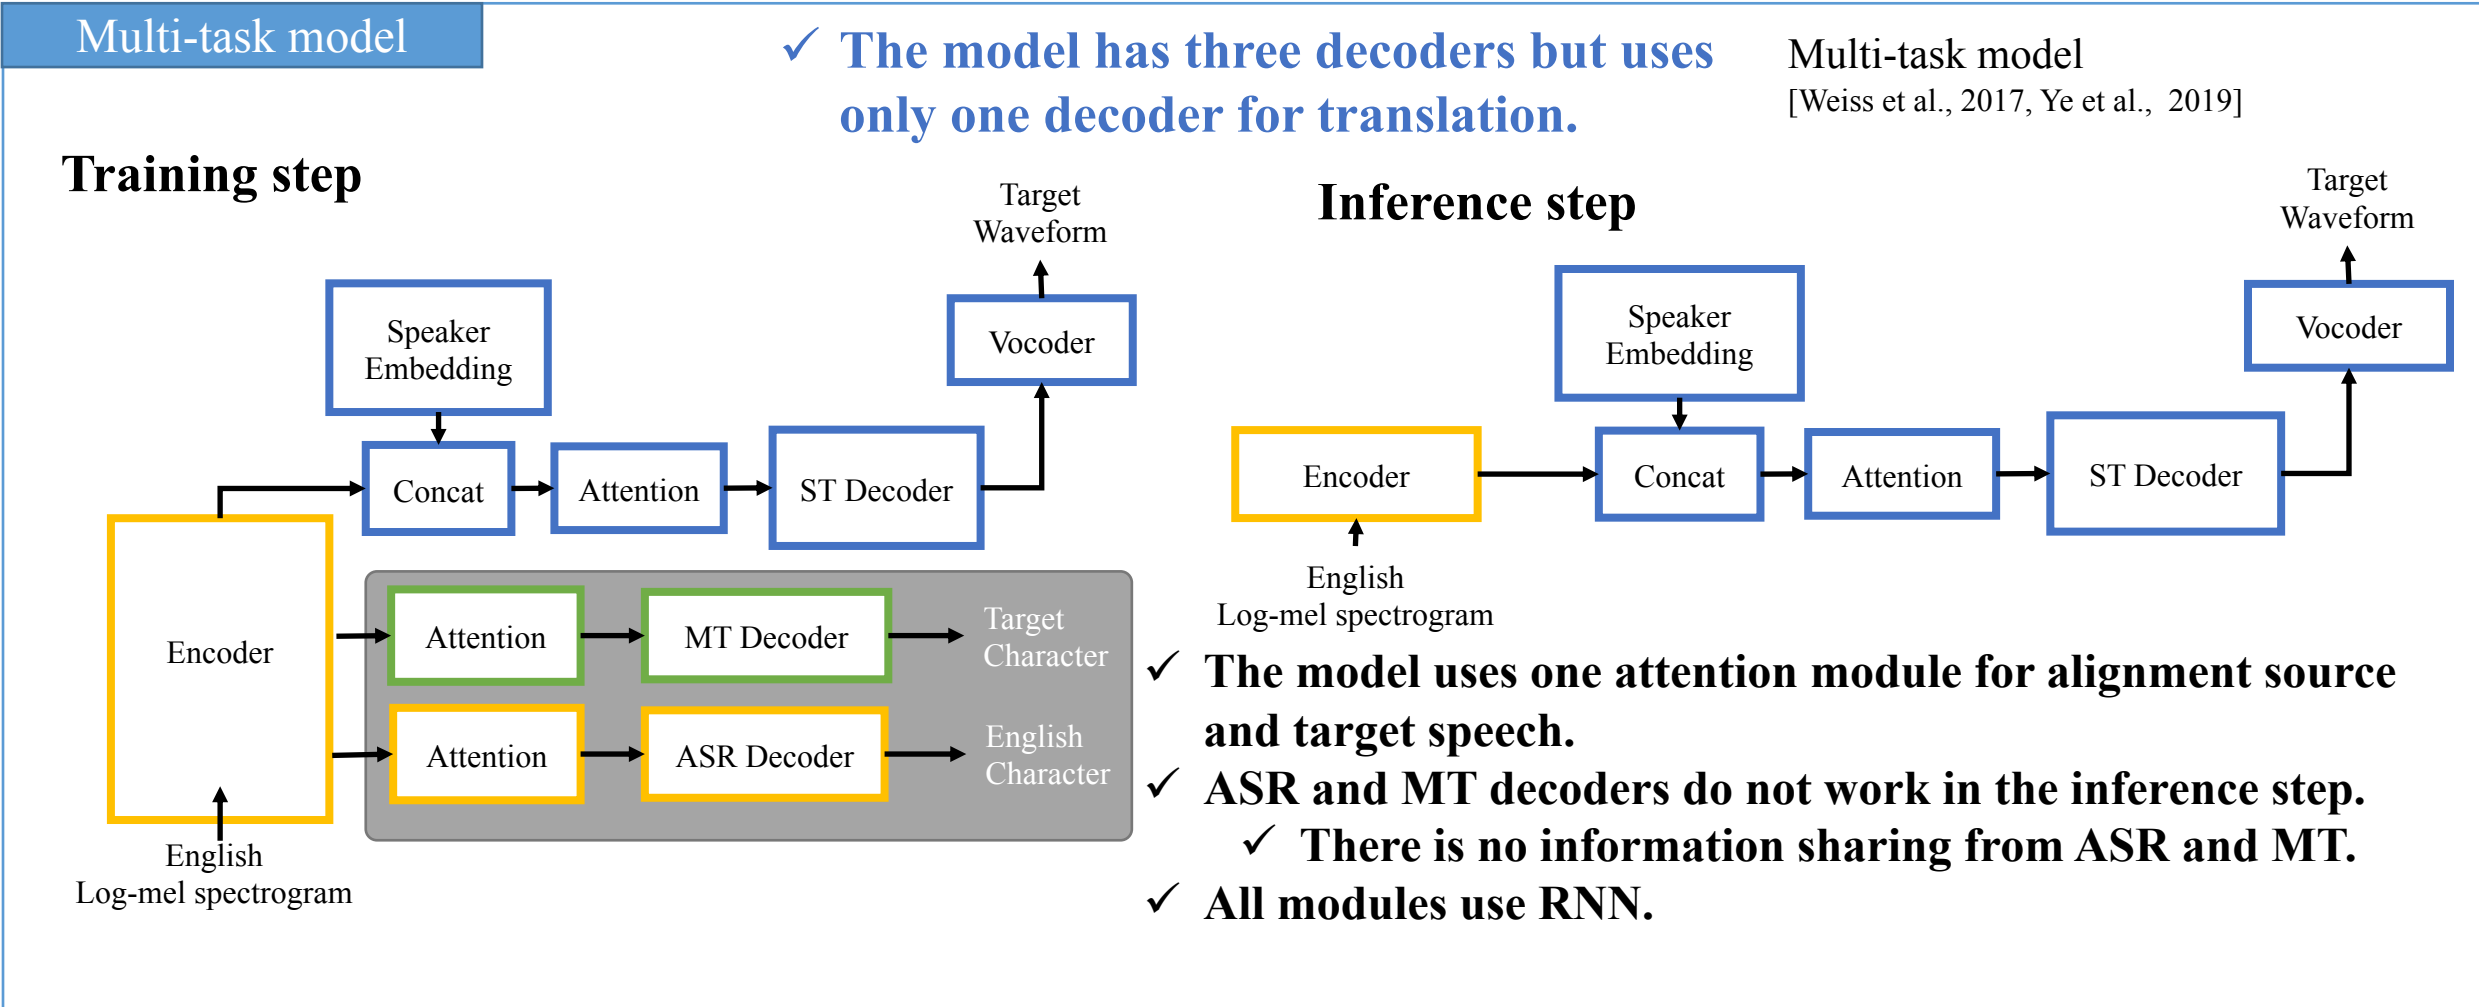 Multi-task model
✓ The model has three decoders but uses
only one decoder for translation.
Multi-task model
[Weiss et al., 2017, Ye et al., 2019]
Training step
Target
Waveform
Speaker
Embedding
Vocoder
Concat
Attention
ST Decoder
Encoder
Attention
MT Decoder
Target
Character
Attention
ASR Decoder
English
Character
English
Log-mel spectrogram
Inference step
Target
Waveform
Speaker
Embedding
Vocoder
Encoder
Concat
Attention
ST Decoder
English
Log-mel spectrogram
✓ The model uses one attention module for alignment source
and target speech.
✓ ASR and MT decoders do not work in the inference step.
✓ There is no information sharing from ASR and MT.
✓ All modules use RNN.